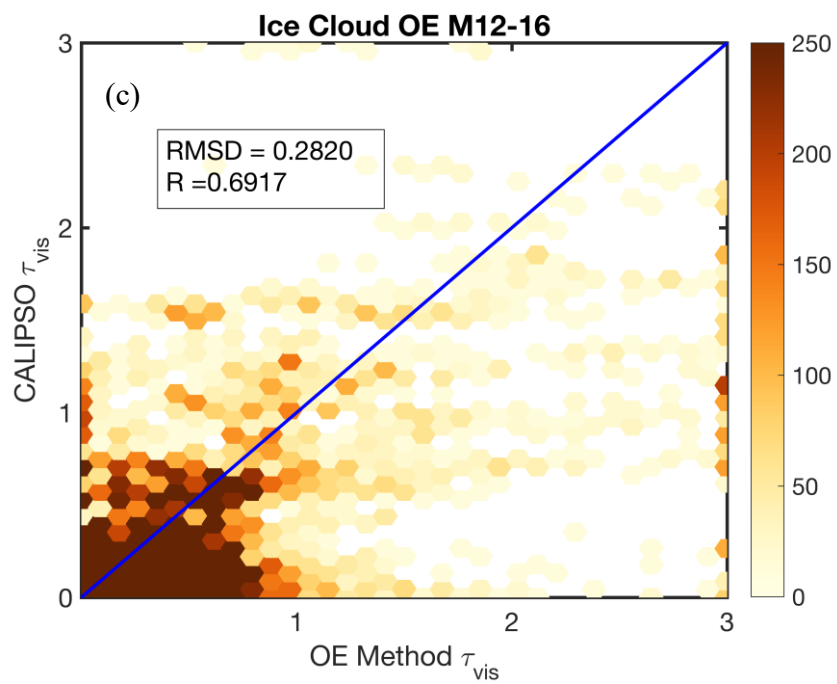 Ice Cloud OE M12-16
(c)
RMSD = 0.2820
R =0.6917
3
2
1
0
CALIPSO τvis
1
2
3
OE Method τvis
250
200
150
100
50
0